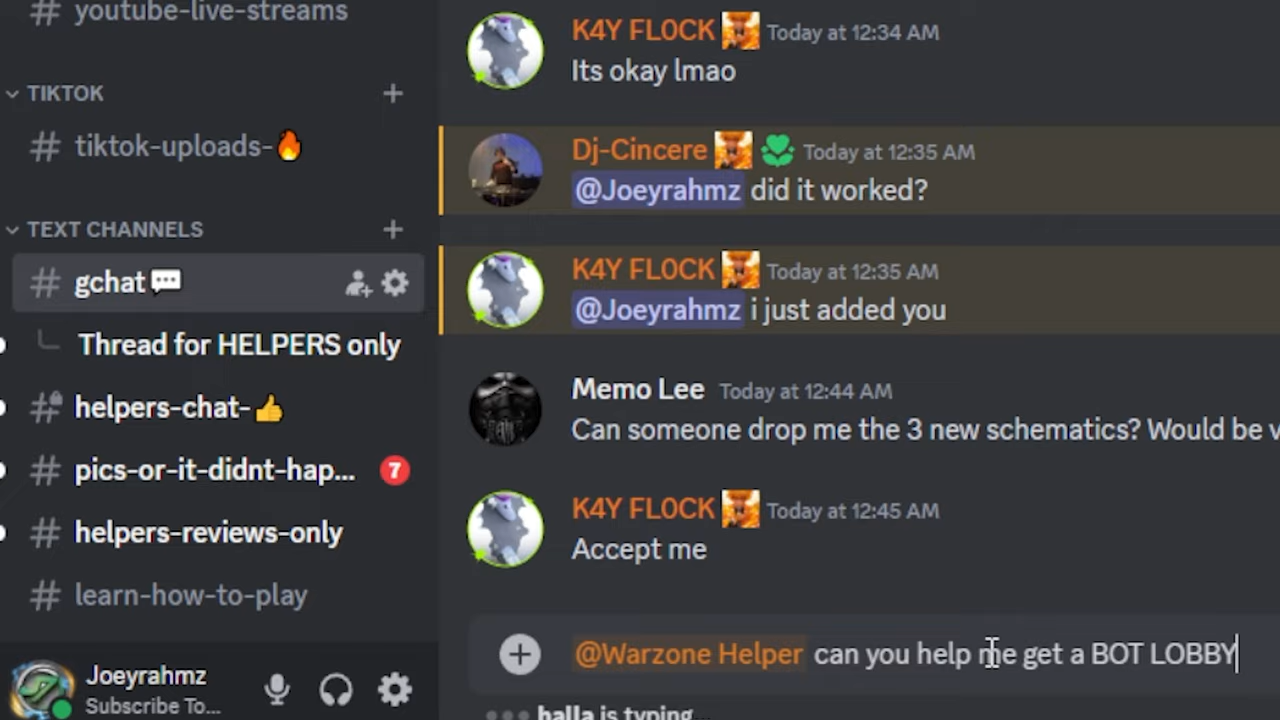 youtube-live-streams
TIKTOK
tiktok-uploads-🔥
TEXT CHANNELS
gchat💬
Thread for HELPERS only
helpers-chat-👍
pics-or-it-didnt-hap... 7
helpers-reviews-only
learn-how-to-play
Joeyrahmz
Subscribe To...
K4Y FL0CK Today at 12:34 AM
Its okay lmao
Dj-Cincere Today at 12:35 AM
@Joeyrahmz did it worked?
K4Y FL0CK Today at 12:35 AM
@Joeyrahmz i just added you
Memo Lee Today at 12:44 AM
Can someone drop me the 3 new schematics? Would be v
K4Y FL0CK Today at 12:45 AM
Accept me
@Warzone Helper can you help me get a BOT LOBBY
halla is typing...